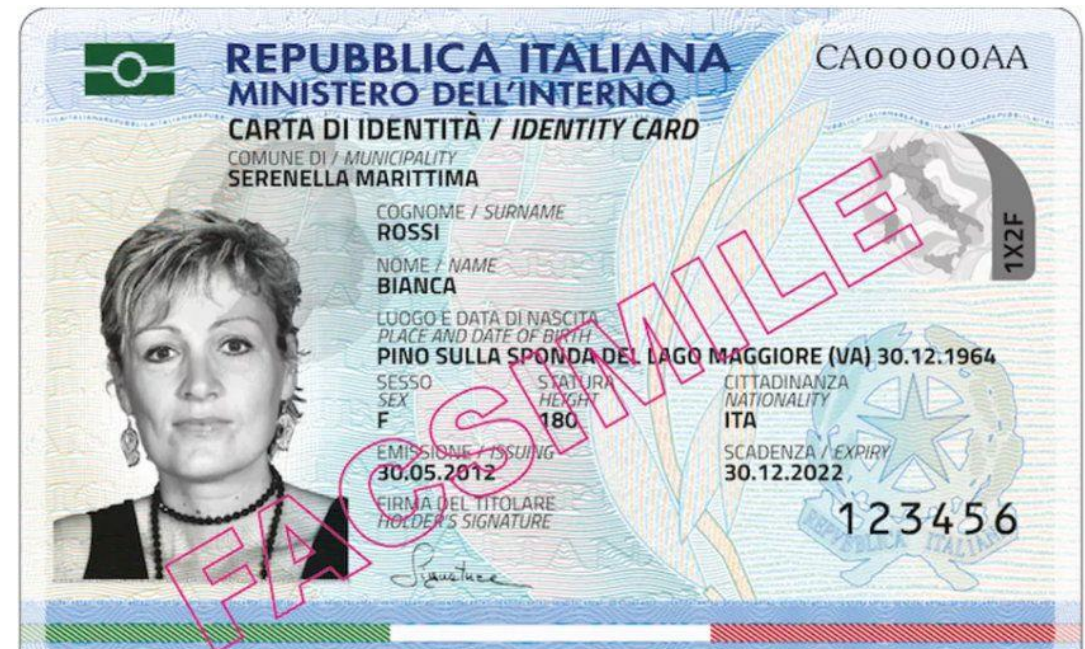 REPUBBLICA ITALIANA
CA00000AA
MINISTERO DELL'INTERNO
CARTA DI IDENTITÀ / IDENTITY CARD
COMUNE DI / MUNICIPALITY
SERENELLA MARITTIMA
COGNOME / SURNAME
ROSSI
1X2F
NOME / NAME
BIANCA
LUOGO E DATA DI NASCITA
PLACE AND DATE OF BIRTH
PINO SULLA SPONDA DEL LAGO MAGGIORE (VA) 30.12.1964
SESSO STATURA CITTADINANZA
SEX HEIGHT NATIONALITY
F 180 ITA
EMISSIONE / ISSUING SCADENZA / EXPIRY
30.05.2012 30.12.2022
FIRMA DEL TITOLARE
HOLDER'S SIGNATURE
123456
Signature
REPUBBLICA ITALIANA
FACSIMILE